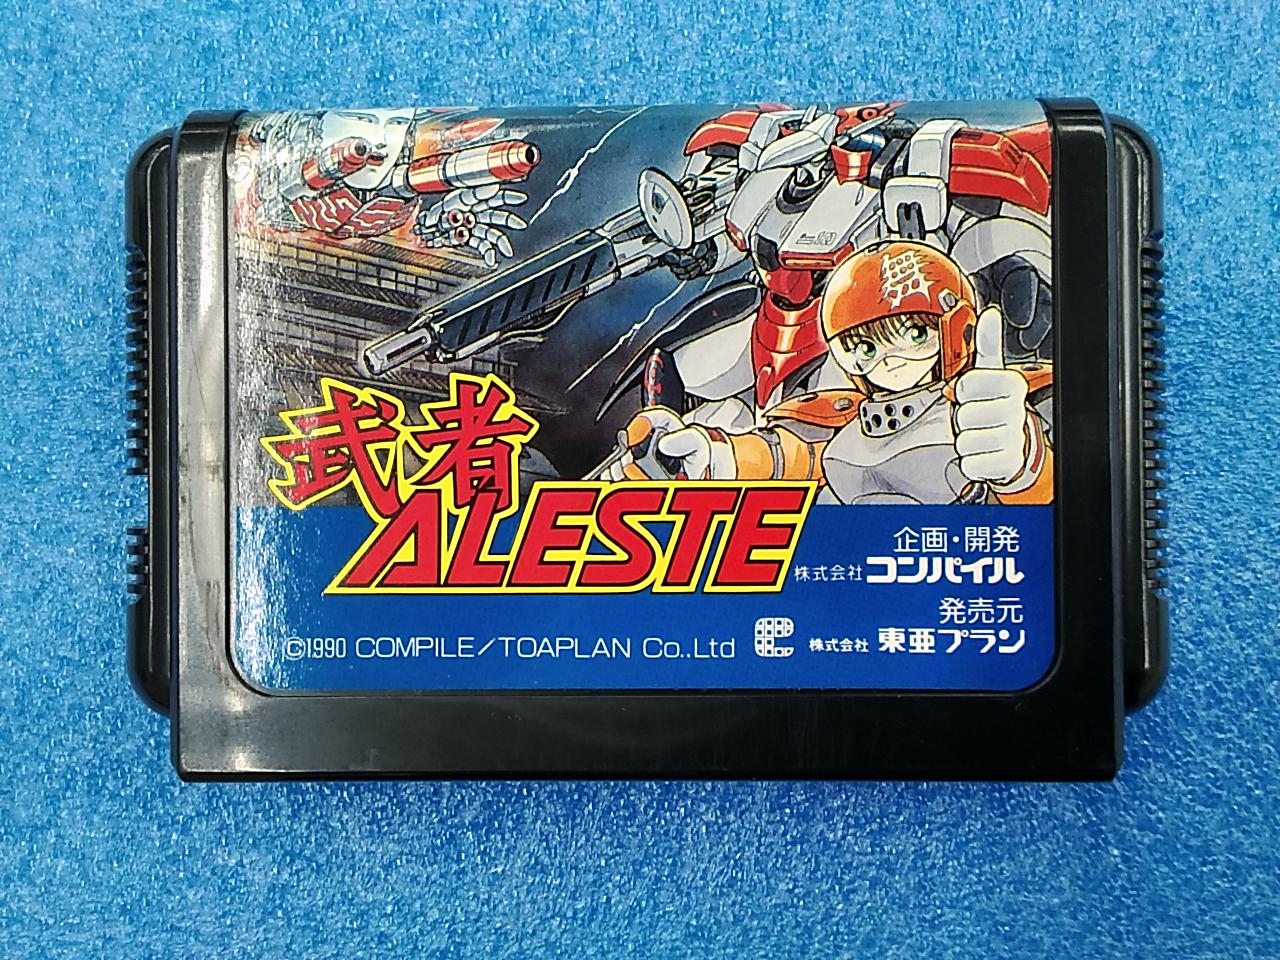 武者
ALESTE
企画・開発
株式会社コンパイル
発売元
©1990 COMPILE/TOAPLAN Co.,Ltd
株式会社 東亜プラン